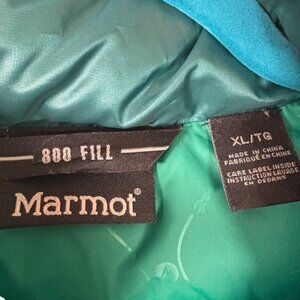 800 FILL
Marmot®
XL/TG
MADE IN CHINA
FABRIQUÉ EN CHINE
CARE LABEL INSIDE
INSTRUCTION LAVAGE
EN DEDANS